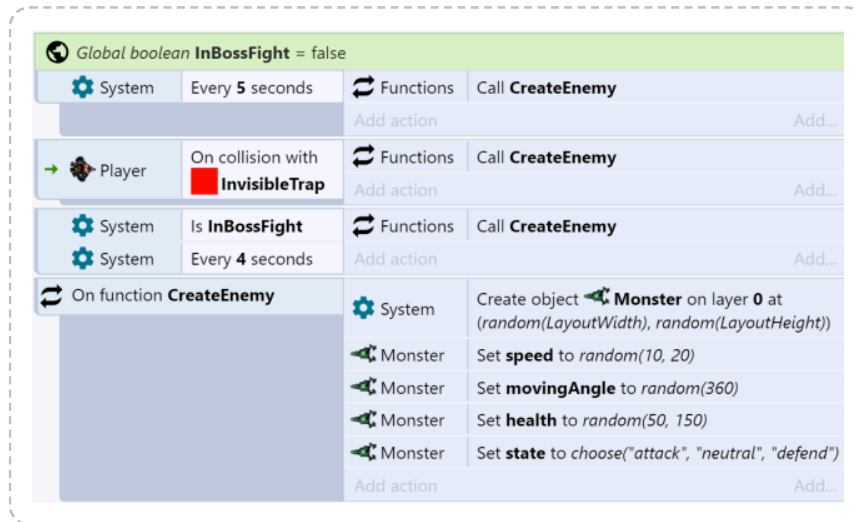 Global boolean InBossFight = false
System Every 5 seconds Functions Call CreateEnemy
Add action Add...
Player On collision with InvisibleTrap Functions Call CreateEnemy
Add action Add...
System Is InBossFight Functions Call CreateEnemy
System Every 4 seconds Add action Add...
On function CreateEnemy
System Create object Monster on layer 0 at
(random(LayoutWidth), random(LayoutHeight))
Monster Set speed to random(10, 20)
Monster Set movingAngle to random(360)
Monster Set health to random(50, 150)
Monster Set state to choose("attack", "neutral", "defend")
Add action Add...